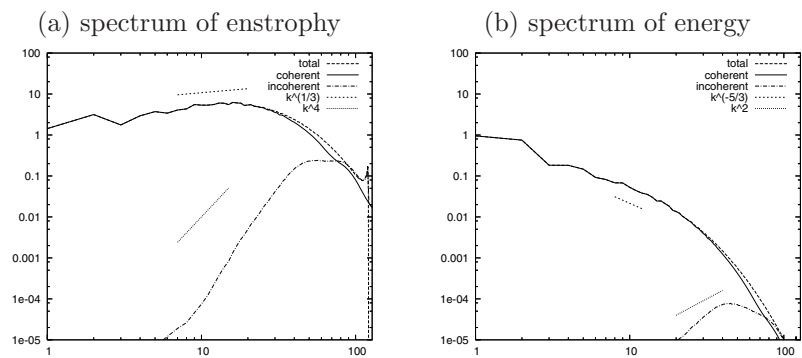 (a) spectrum of enstrophy
100
10
1
0.1
0.01
0.001
1e-04
1e-05
1
10
100
total
coherent
incoherent
k^(1/3)
k^4
(b) spectrum of energy
100
10
1
0.1
0.01
0.001
1e-04
1e-05
1
10
100
total
coherent
incoherent
k^(-5/3)
k^2